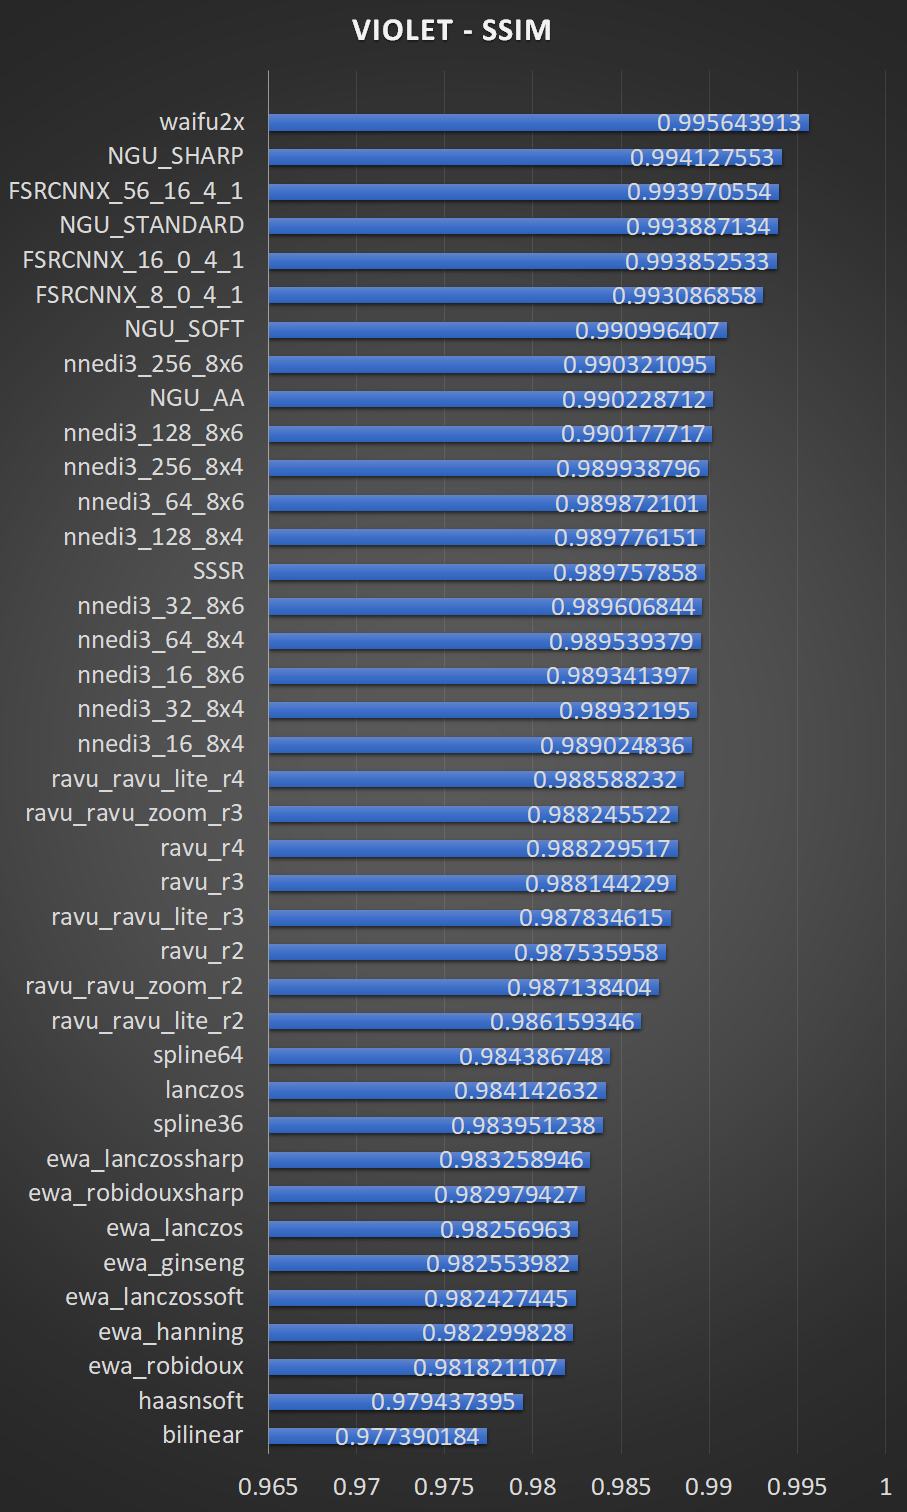 VIOLET - SSIM
waifu2x 0.995643913
NGU_SHARP 0.994127553
FSRCNNX_56_16_4_1 0.993970554
NGU_STANDARD 0.993887134
FSRCNNX_16_0_4_1 0.993852533
FSRCNNX_8_0_4_1 0.993086858
NGU_SOFT 0.990996407
nnedi3_256_8x6 0.990321095
NGU_AA 0.990228712
nnedi3_128_8x6 0.990177717
nnedi3_256_8x4 0.989938796
nnedi3_64_8x6 0.989872101
nnedi3_128_8x4 0.989776151
SSSR 0.989757858
nnedi3_32_8x6 0.989606844
nnedi3_64_8x4 0.989539379
nnedi3_16_8x6 0.989341397
nnedi3_32_8x4 0.98932195
nnedi3_16_8x4 0.989024836
ravu_ravu_lite_r4 0.988588232
ravu_ravu_zoom_r3 0.988245522
ravu_r4 0.988229517
ravu_r3 0.988144229
ravu_ravu_lite_r3 0.987834615
ravu_r2 0.987535958
ravu_ravu_zoom_r2 0.987138404
ravu_ravu_lite_r2 0.986159346
spline64 0.984386748
lanczos 0.984142632
spline36 0.983951238
ewa_lanczossharp 0.983258946
ewa_robidouxsharp 0.982979427
ewa_lanczos 0.98256963
ewa_ginseng 0.982553982
ewa_lanczossoft 0.982427445
ewa_hanning 0.982299828
ewa_robidoux 0.981821107
haasnsoft 0.979437395
bilinear 0.977390184
0.965 0.97 0.975 0.98 0.985 0.99 0.995 1